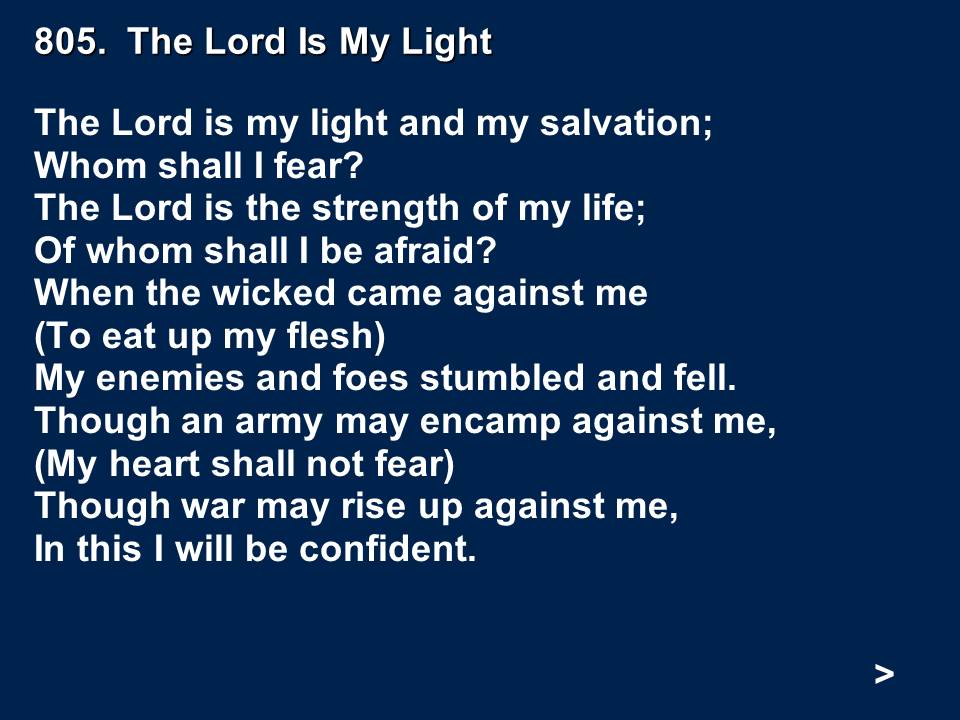 805.  The Lord Is My Light
The Lord is my light and my salvation;
Whom shall I fear?
The Lord is the strength of my life;
Of whom shall I be afraid?
When the wicked came against me
(To eat up my flesh)
My enemies and foes stumbled and fell.
Though an army may encamp against me,
(My heart shall not fear)
Though war may rise up against me,
In this I will be confident.
>